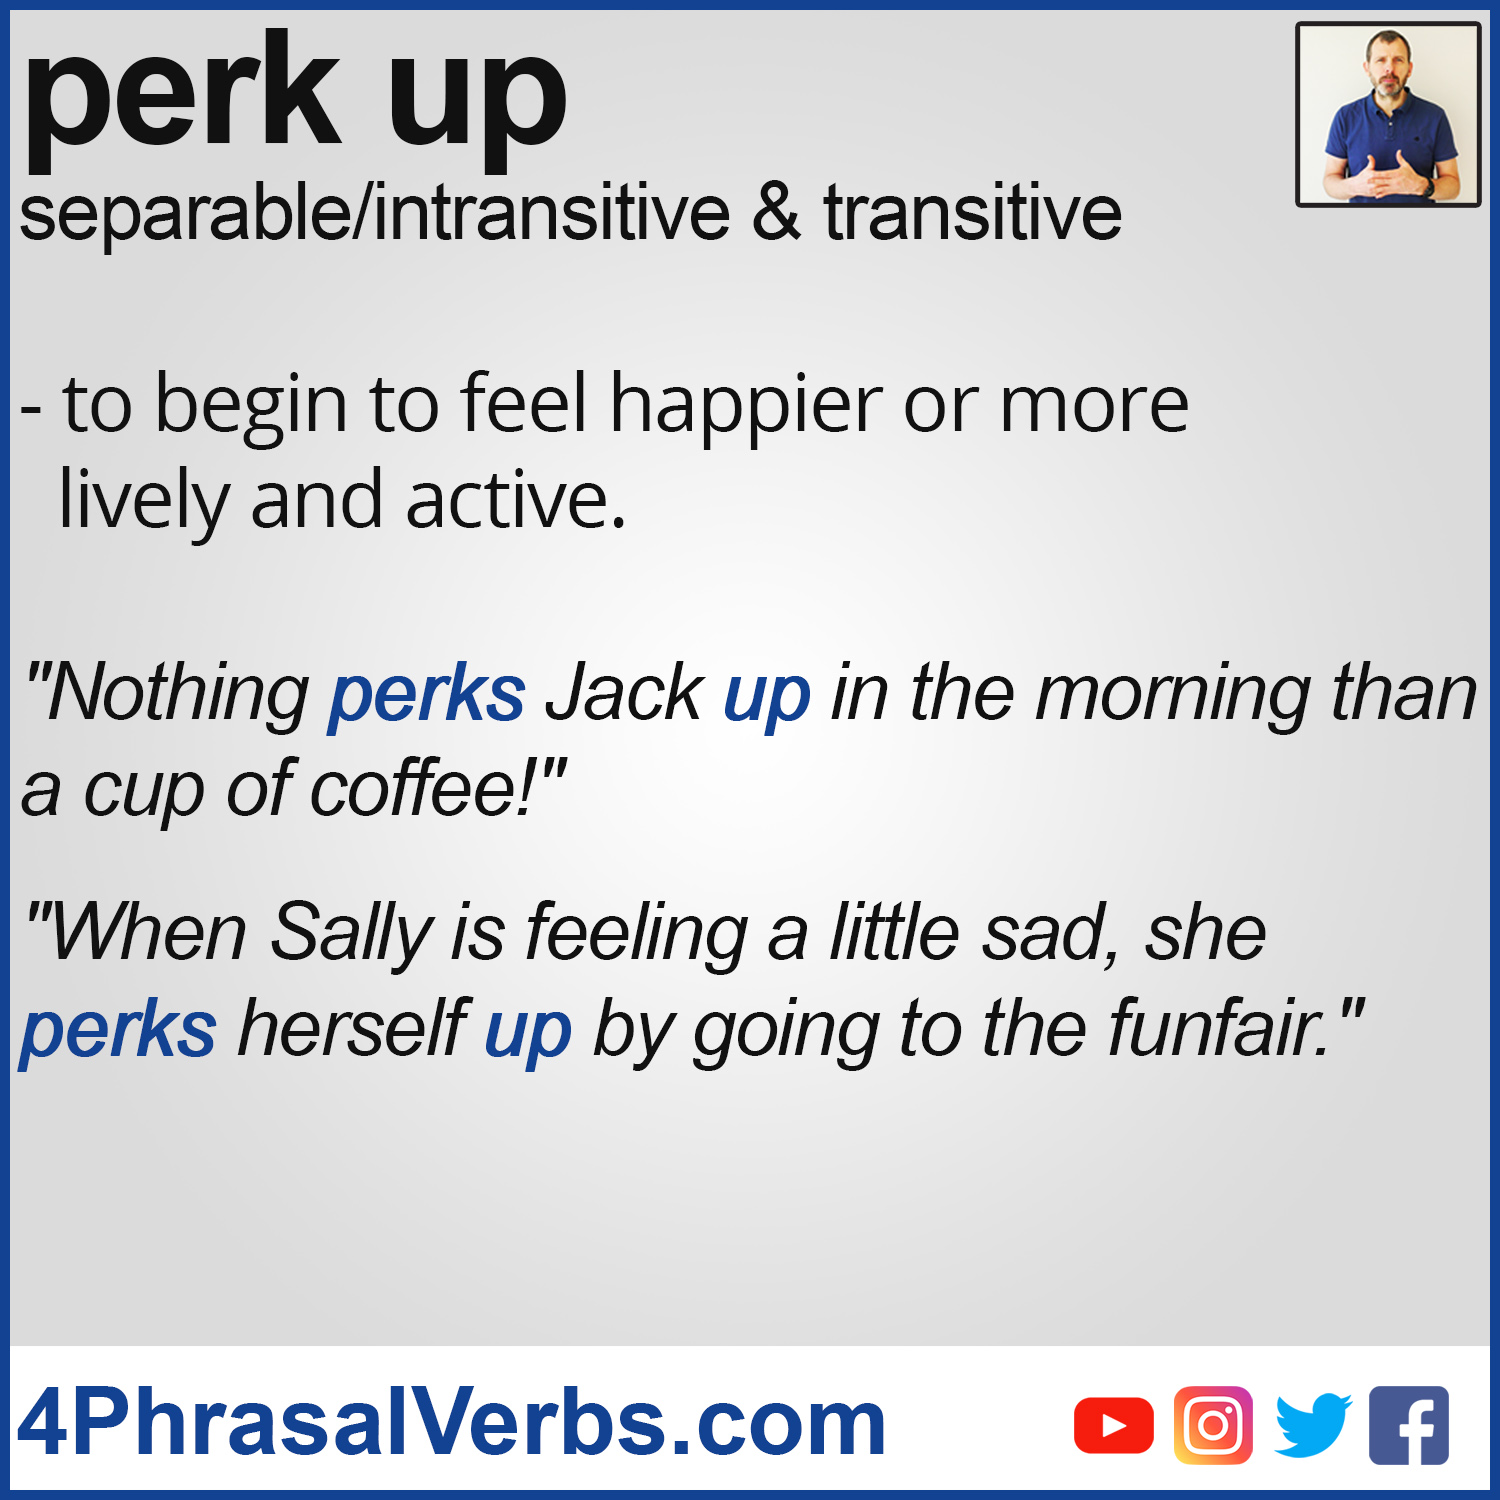 perk up
separable/intransitive & transitive
- to begin to feel happier or more
lively and active.
"Nothing perks Jack up in the morning than
a cup of coffee!"
"When Sally is feeling a little sad, she
perks herself up by going to the funfair."
4PhrasalVerbs.com